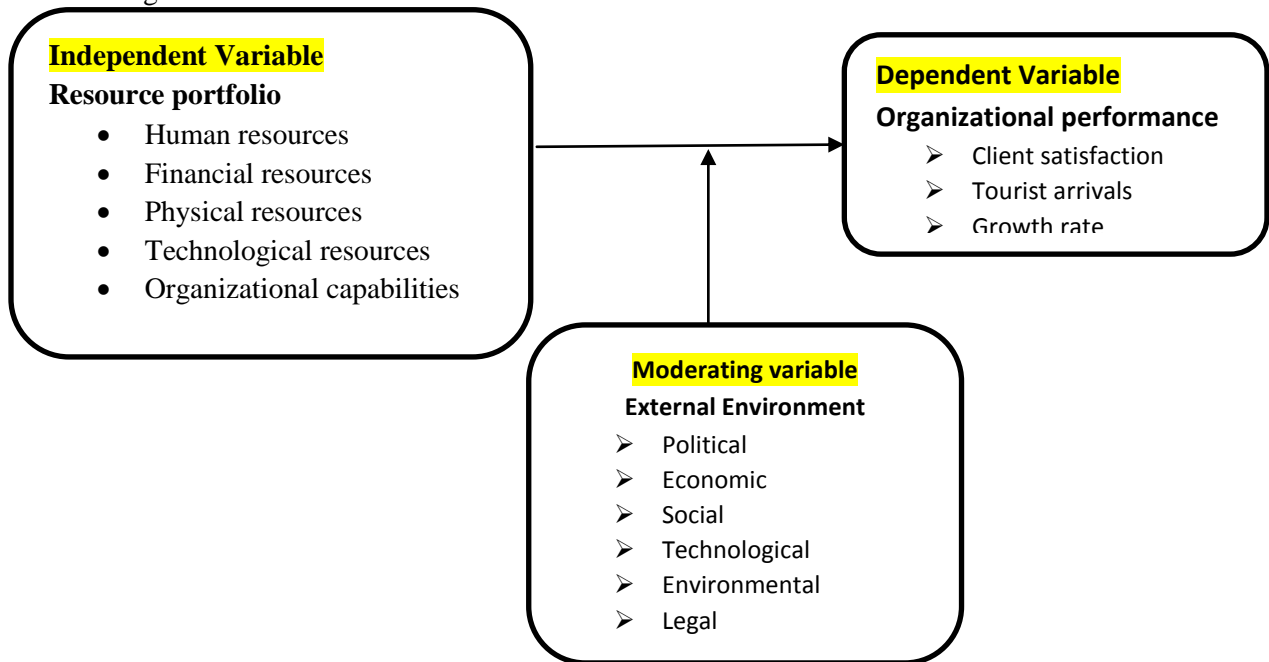 Independent Variable
Resource portfolio
• Human resources
• Financial resources
• Physical resources
• Technological resources
• Organizational capabilities
Dependent Variable
Organizational performance
➢ Client satisfaction
➢ Tourist arrivals
➢ Growth rate
Moderating variable
External Environment
➢ Political
➢ Economic
➢ Social
➢ Technological
➢ Environmental
➢ Legal